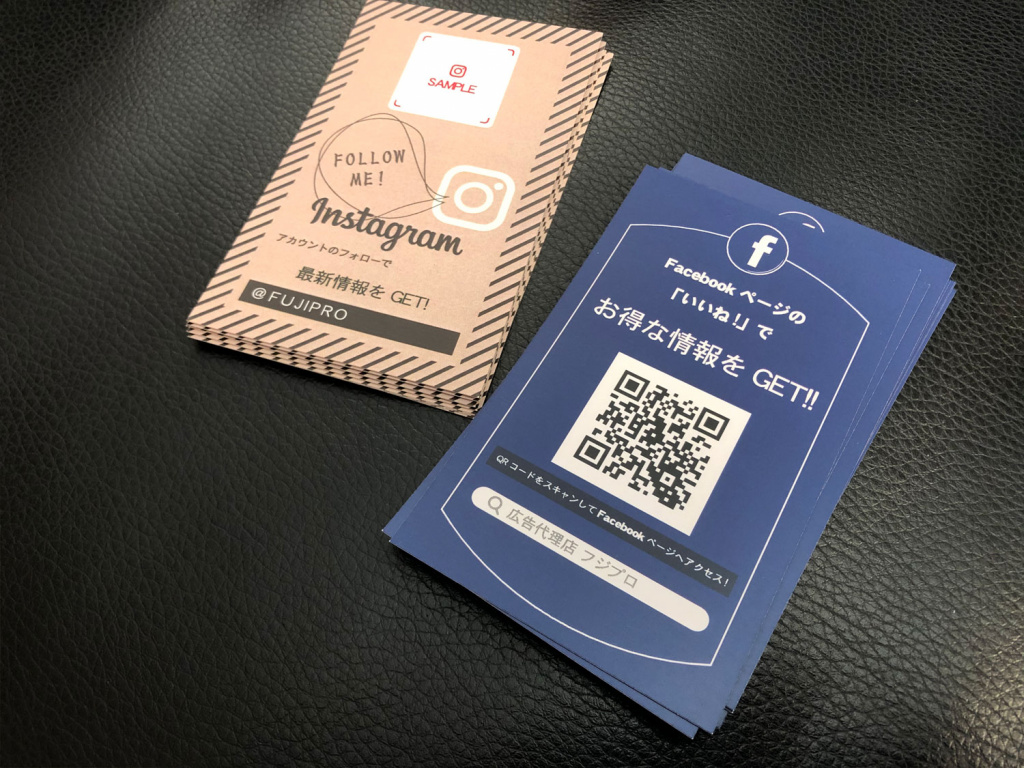 SAMPLE
FOLLOW
ME!
Instagram
アカウントのフォローで
最新情報を GET!
@FUJIPRO
f
Facebook ページの
「いいね!」で
お得な情報を GET!!
QR コードをスキャンして Facebook ページへアクセス!
広告代理店 フジプロ